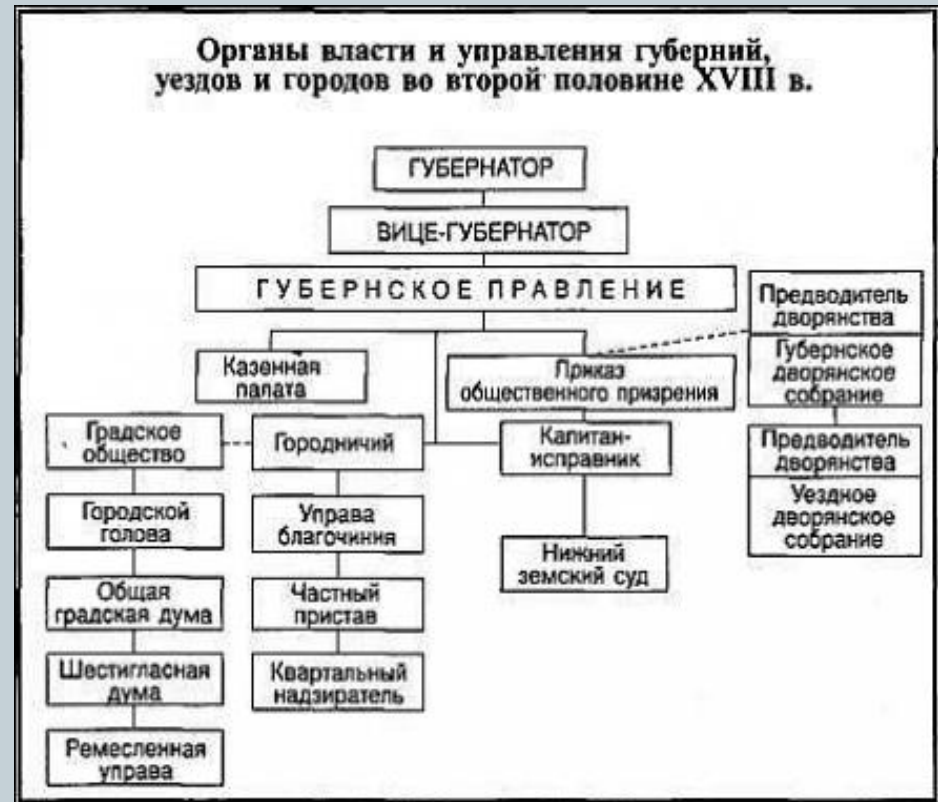 Органы власти и управления губерний,
уездов и городов во второй половине XVIII в.
ГУБЕРНАТОР
ВИЦЕ-ГУБЕРНАТОР
ГУБЕРНСКОЕ ПРАВЛЕНИЕ
Предводитель
дворянства
Губернское
дворянское
собрание
Казенная
палата
Приказ
общественного призрения
Градское
общество
Городничий
Капитан-
исправник
Предводитель
дворянства
Уездное
дворянское
собрание
Городской
голова
Управа
благочиния
Нижний
земский суд
Общая
градская дума
Частный
пристав
Шестигласная
дума
Квартальный
надзиратель
Ремесленная
управа